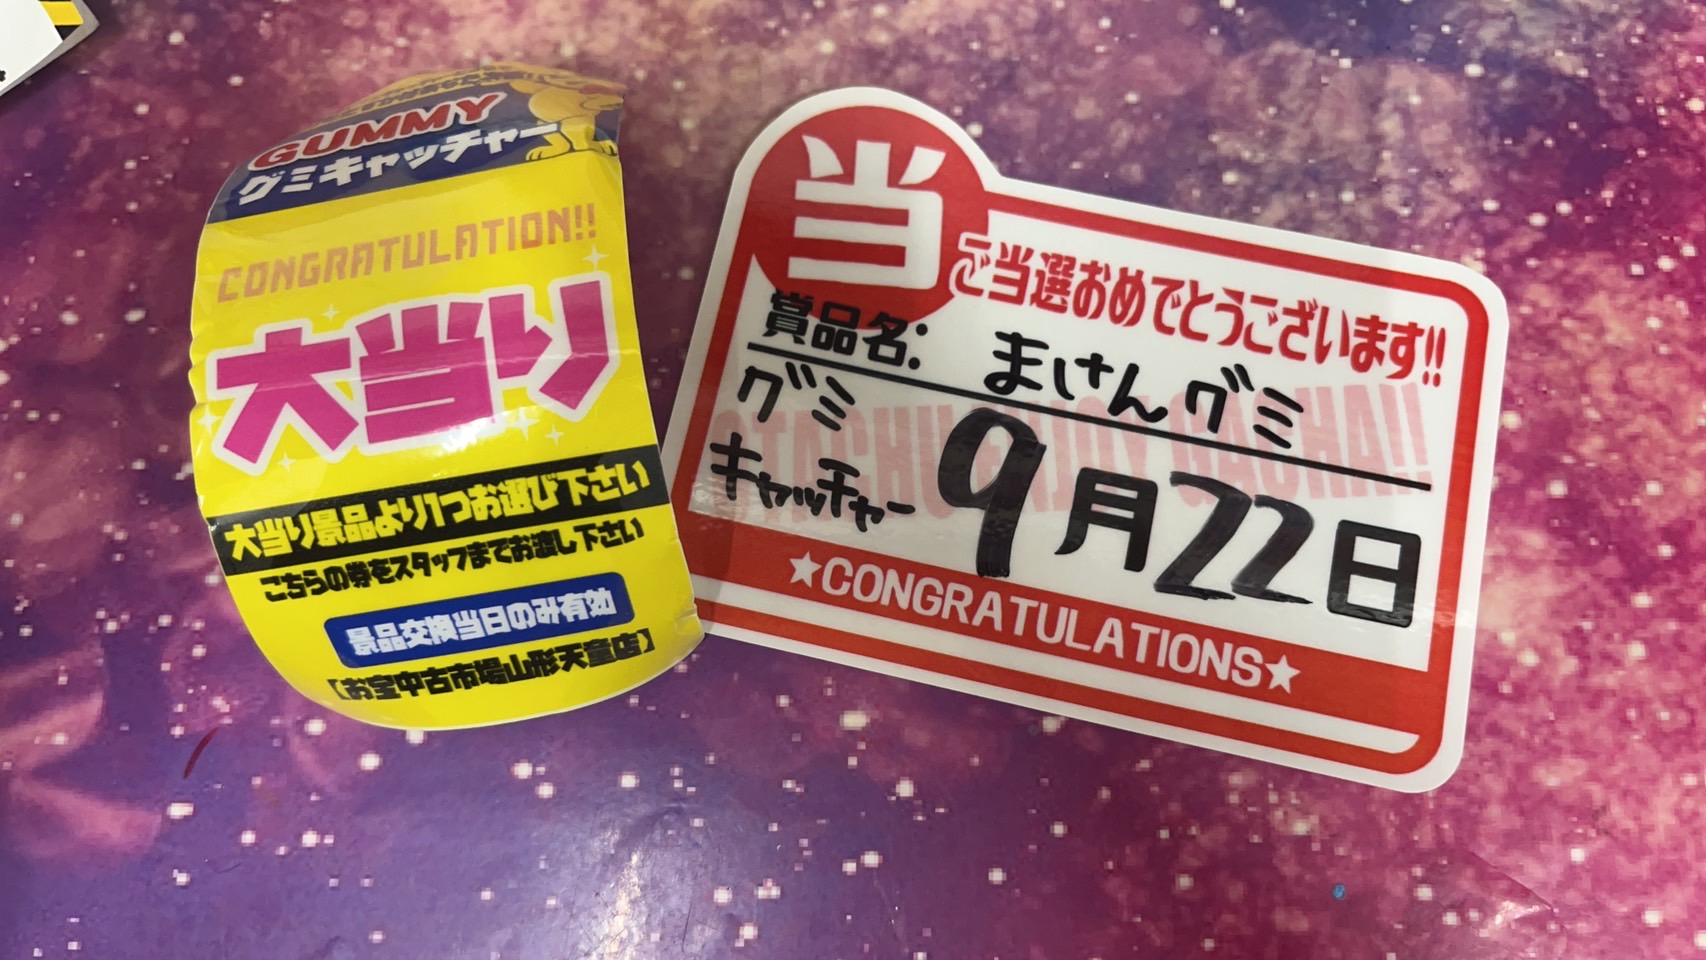 GUMMY
グミキャッチャー
CONGRATULATION!!
大当り
大当り景品より1つお選び下さい
こちらの券をスタッフまでお渡し下さい
景品交換当日のみ有効
【お宝中古市場山形天童店】
当
ご当選おめでとうございます!!
賞品名: まけんグミ
グミ
キャッチャー
9月22日
ENJOY GACHA!!
★CONGRATULATIONS★